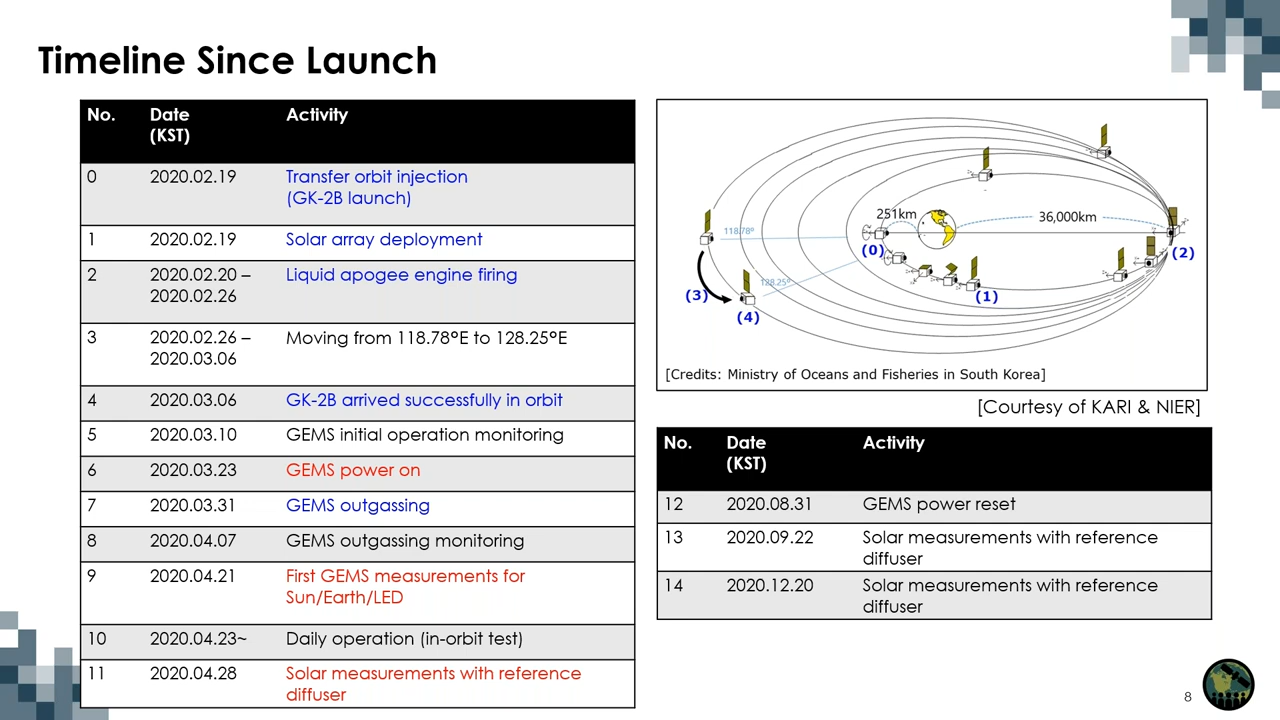 Timeline Since Launch
No. Date Activity
(KST)
0 2020.02.19 Transfer orbit injection
(GK-2B launch)
1 2020.02.19 Solar array deployment
2 2020.02.20 – Liquid apogee engine firing
2020.02.26
3 2020.02.26 – Moving from 118.78°E to 128.25°E
2020.03.06
4 2020.03.06 GK-2B arrived successfully in orbit
5 2020.03.10 GEMS initial operation monitoring
6 2020.03.23 GEMS power on
7 2020.03.31 GEMS outgassing
8 2020.04.07 GEMS outgassing monitoring
9 2020.04.21 First GEMS measurements for
Sun/Earth/LED
10 2020.04.23~ Daily operation (in-orbit test)
11 2020.04.28 Solar measurements with reference
diffuser
251km
36,000km
118.78°
(0)
(2)
128.25°
(3)
(1)
(4)
[Credits: Ministry of Oceans and Fisheries in South Korea]
[Courtesy of KARI & NIER]
No. Date Activity
(KST)
12 2020.08.31 GEMS power reset
13 2020.09.22 Solar measurements with reference
diffuser
14 2020.12.20 Solar measurements with reference
diffuser
8